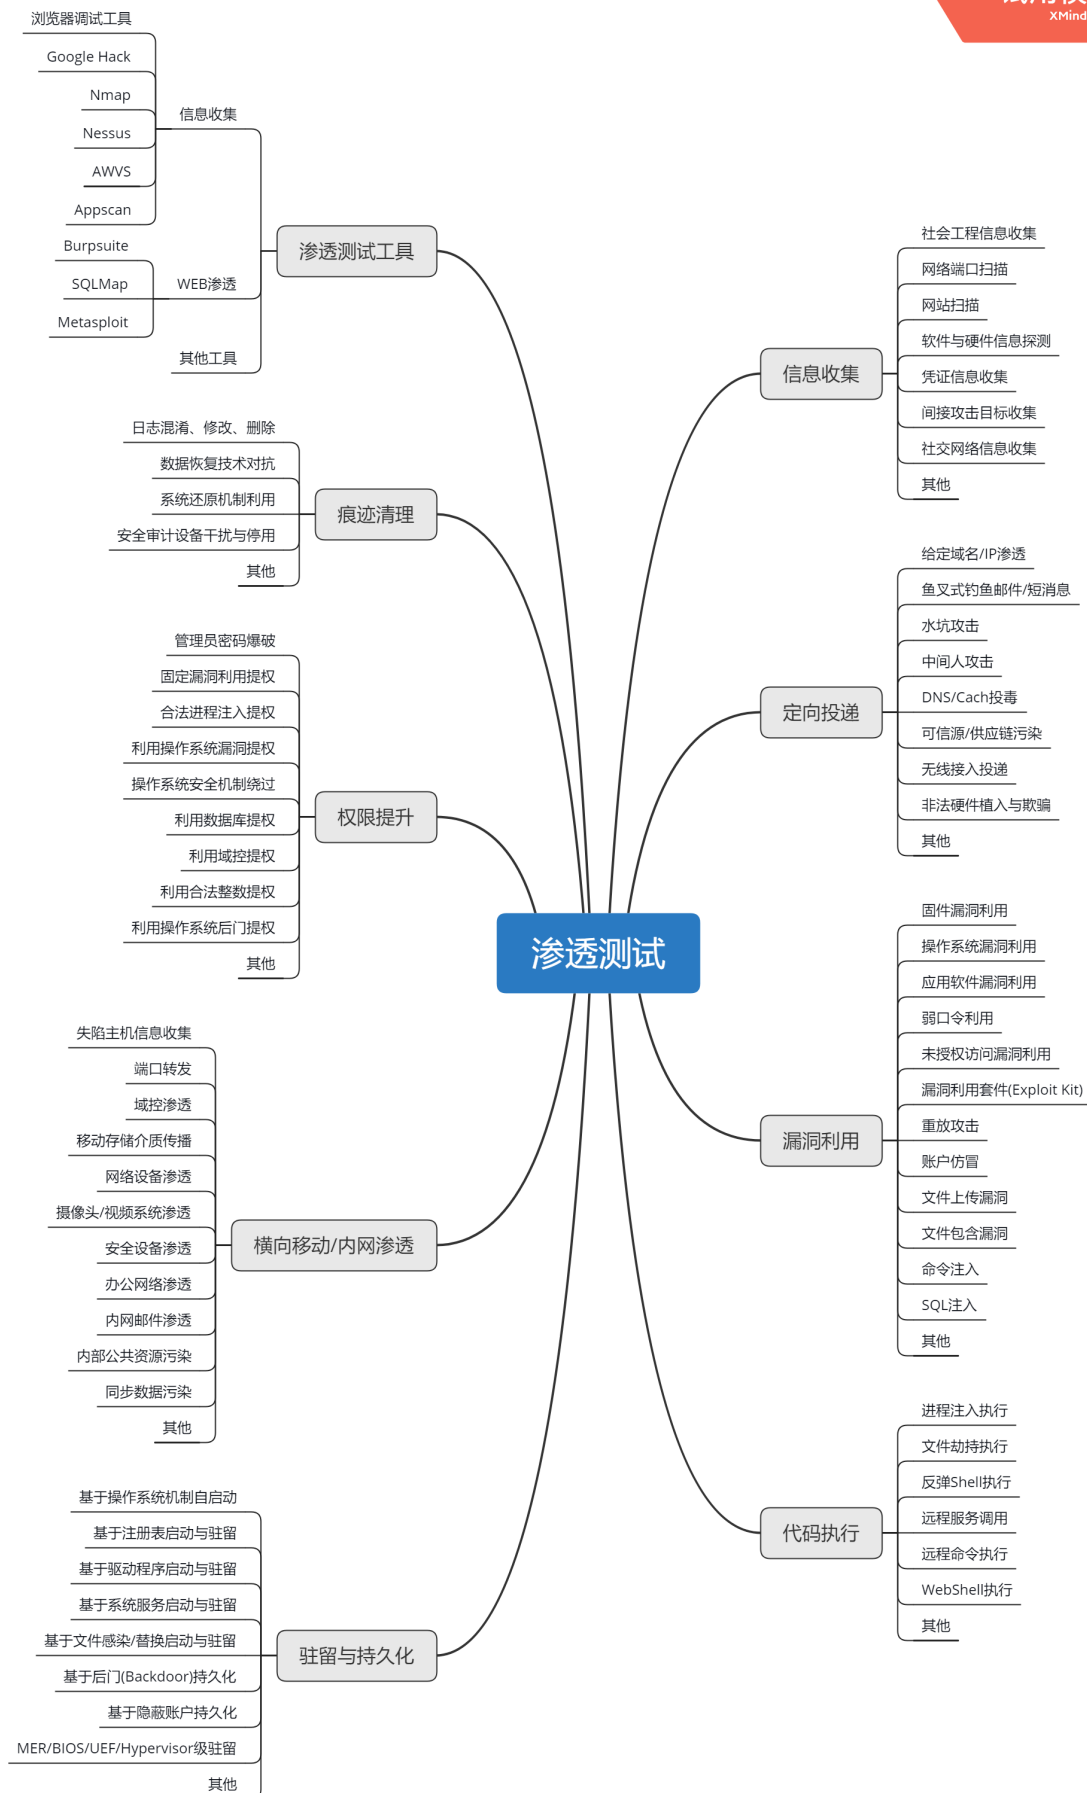 试用模
XMind
渗透测试
信息收集
社会工程信息收集
网络端口扫描
网站扫描
软件与硬件信息探测
凭证信息收集
间接攻击目标收集
社交网络信息收集
其他
定向投递
给定域名/IP渗透
鱼叉式钓鱼邮件/短消息
水坑攻击
中间人攻击
DNS/Cach投毒
可信源/供应链污染
无线接入投递
非法硬件植入与欺骗
其他
漏洞利用
固件漏洞利用
操作系统漏洞利用
应用软件漏洞利用
弱口令利用
未授权访问漏洞利用
漏洞利用套件(Exploit Kit)
重放攻击
账户仿冒
文件上传漏洞
文件包含漏洞
命令注入
SQL注入
其他
代码执行
进程注入执行
文件劫持执行
反弹Shell执行
远程服务调用
远程命令执行
WebShell执行
其他
渗透测试工具
信息收集
浏览器调试工具
Google Hack
Nmap
Nessus
AWVS
Appscan
WEB渗透
Burpsuite
SQLMap
Metasploit
其他工具
痕迹清理
日志混淆、修改、删除
数据恢复技术对抗
系统还原机制利用
安全审计设备干扰与停用
其他
权限提升
管理员密码爆破
固定漏洞利用提权
合法进程注入提权
利用操作系统漏洞提权
操作系统安全机制绕过
利用数据库提权
利用域控提权
利用合法整数提权
利用操作系统后门提权
其他
横向移动/内网渗透
失陷主机信息收集
端口转发
域控渗透
移动存储介质传播
网络设备渗透
摄像头/视频系统渗透
安全设备渗透
办公网络渗透
内网邮件渗透
内部公共资源污染
同步数据污染
其他
驻留与持久化
基于操作系统机制自启动
基于注册表启动与驻留
基于驱动程序启动与驻留
基于系统服务启动与驻留
基于文件感染/替换启动与驻留
基于后门(Backdoor)持久化
基于隐蔽账户持久化
MER/BIOS/UEF/Hypervisor级驻留
其他